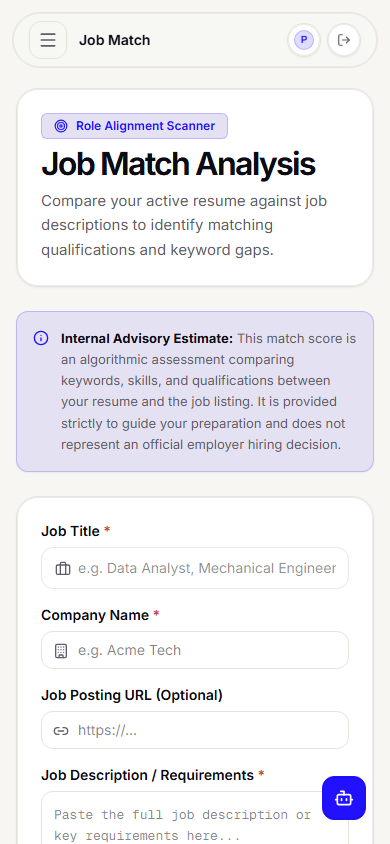 Job Match
P
Role Alignment Scanner
Job Match Analysis
Compare your active resume against job
descriptions to identify matching
qualifications and keyword gaps.
Internal Advisory Estimate: This match score is
an algorithmic assessment comparing
keywords, skills, and qualifications between
your resume and the job listing. It is provided
strictly to guide your preparation and does not
represent an official employer hiring decision.
Job Title *
e.g. Data Analyst, Mechanical Engineer
Company Name *
e.g. Acme Tech
Job Posting URL (Optional)
https://...
Job Description / Requirements *
Paste the full job description or
key requirements here...